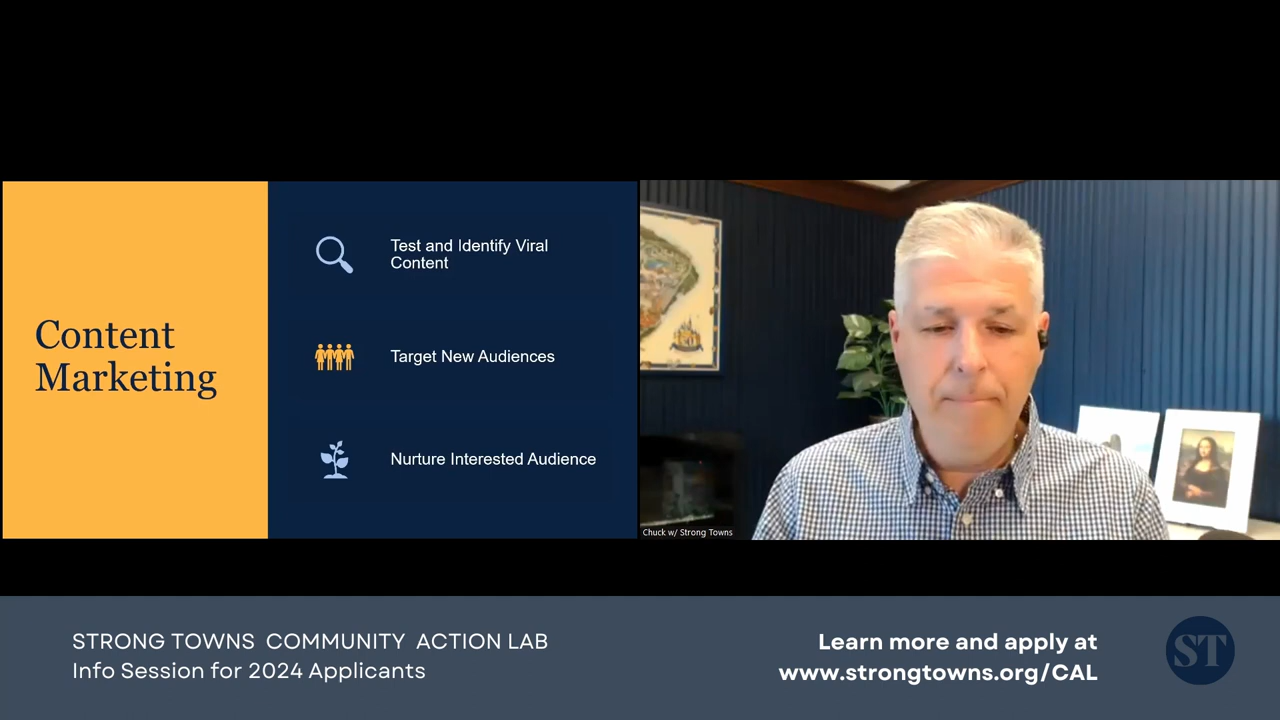 Content
Marketing
Test and Identify Viral
Content
Target New Audiences
Nurture Interested Audience
Chuck w/ Strong Towns
STRONG TOWNS COMMUNITY ACTION LAB
Info Session for 2024 Applicants
Learn more and apply at
www.strongtowns.org/CAL
ST